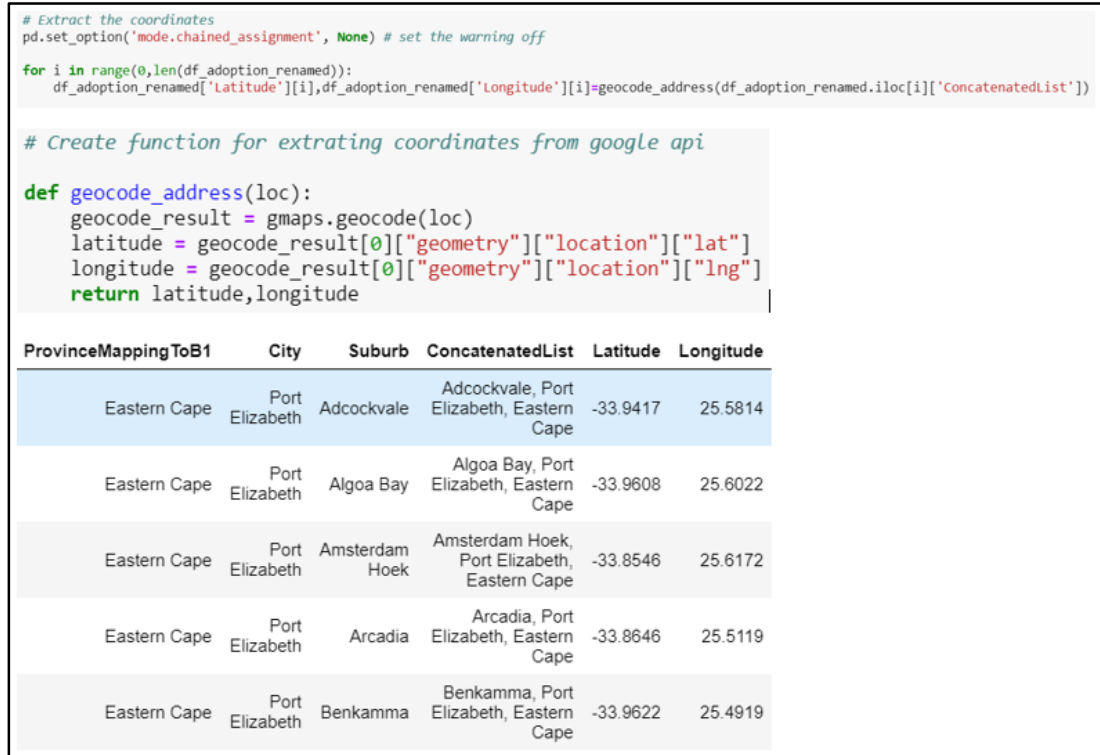 # Extract the coordinates
pd.set_option('mode.chained_assignment', None) # set the warning off
for i in range(0,len(df_adoption_renamed)):
    df_adoption_renamed['Latitude'][i],df_adoption_renamed['Longitude'][i]=geocode_address(df_adoption_renamed.iloc[i]['ConcatenatedList'])
# Create function for extrating coordinates from google api
def geocode_address(loc):
    geocode_result = gmaps.geocode(loc)
    latitude = geocode_result[0]["geometry"]["location"]["lat"]
    longitude = geocode_result[0]["geometry"]["location"]["lng"]
    return latitude,longitude
ProvinceMappingToB1 City Suburb ConcatenatedList Latitude Longitude
Eastern Cape Port Elizabeth Adcockvale Adcockvale, Port Elizabeth, Eastern Cape -33.9417 25.5814
Eastern Cape Port Elizabeth Algoa Bay Algoa Bay, Port Elizabeth, Eastern Cape -33.9608 25.6022
Eastern Cape Port Elizabeth Amsterdam Hoek Amsterdam Hoek, Port Elizabeth, Eastern Cape -33.8546 25.6172
Eastern Cape Port Elizabeth Arcadia Arcadia, Port Elizabeth, Eastern Cape -33.8646 25.5119
Eastern Cape Port Elizabeth Benkamma Benkamma, Port Elizabeth, Eastern Cape -33.9622 25.4919